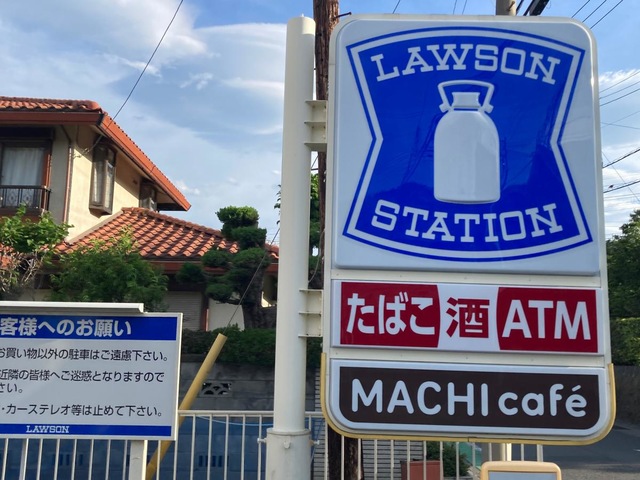 LAWSON
STATION
たばこ 酒 ATM
MACHI café
客様へのお願い
お買い物以外の駐車はご遠慮下さい。
近隣の皆様へご迷惑となりますので
さい。
・カーステレオ等は止めて下さい。
LAWSON